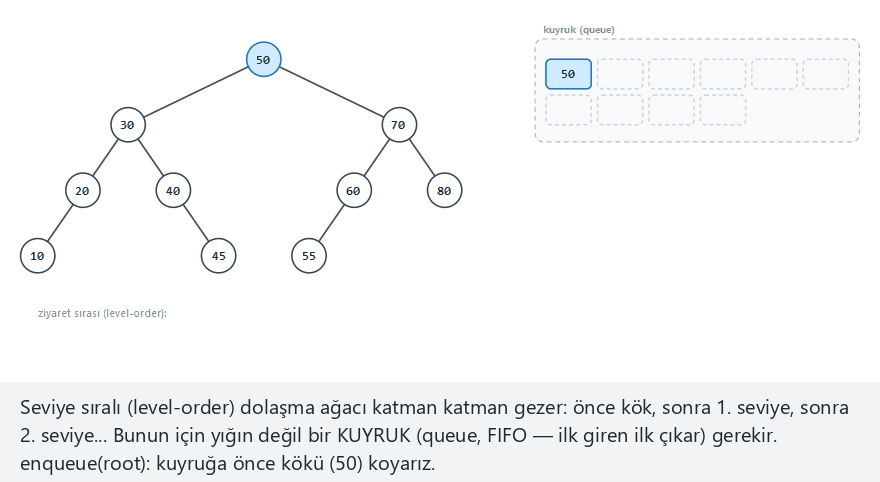 kuyruk (queue)
50
50
30
70
20
40
60
80
10
45
55
ziyaret sırası (level-order):
Seviye sıralı (level-order) dolaşma ağacı katman katman gezer: önce kök, sonra 1. seviye, sonra
2. seviye... Bunun için yığın değil bir KUYRUK (queue, FIFO — ilk giren ilk çıkar) gerekir.
enqueue(root): kuyruğa önce kökü (50) koyarız.